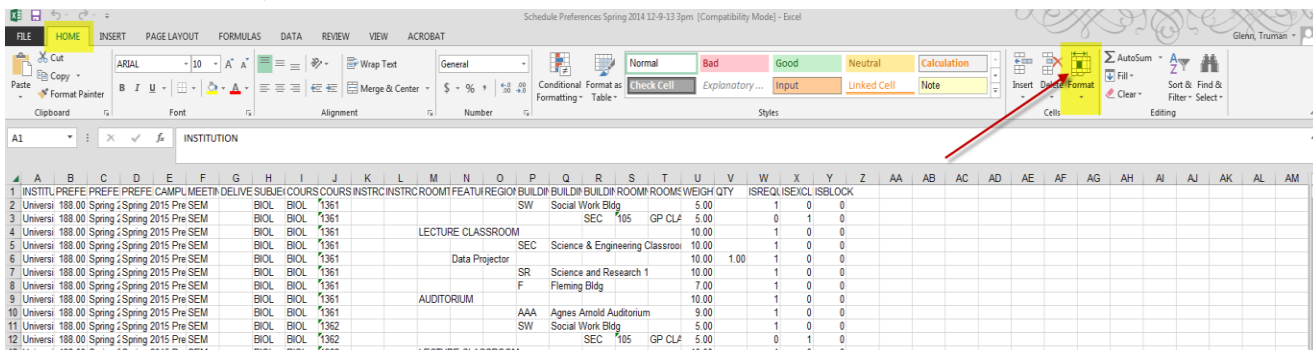 Schedule Preferences Spring 2014 12-9-13 3pm [Compatibility Mode] - Excel
FILE HOME INSERT PAGE LAYOUT FORMULAS DATA REVIEW VIEW ACROBAT Glenn, Truman
Cut ARIAL 10 Wrap Text General Normal Bad Good Neutral Calculation AutoSum
Copy Fill
Paste Format Painter B I U Merge & Center $ % , Conditional Formatting Format as Table Check Cell Explanatory ... Input Linked Cell Note Insert Delete Format Clear Sort & Filter Find & Select
Clipboard Font Alignment Number Styles Cells Editing
A1 fx INSTITUTION
A B C D E F G H I J K L M N O P Q R S T U V W X Y Z AA AB AC AD AE AF AG AH AI AJ AK AL AM
1 INSTITU PREFE PREFE PREFE CAMPU MEETIN DELIVE SUBJE COURS COURS INSTRC INSTRC ROOMT FEATUI REGION BUILDIN BUILDIN BUILDIN ROOMN ROOMS WEIGH QTY ISREQU ISEXCL ISBLOCK
2 Universi 188.00 Spring 2 Spring 2015 Pre SEM BIOL BIOL 1361 SW Social Work Bldg 5.00 1 0 0
3 Universi 188.00 Spring 2 Spring 2015 Pre SEM BIOL BIOL 1361 SEC 105 GP CLA 5.00 0 1 0
4 Universi 188.00 Spring 2 Spring 2015 Pre SEM BIOL BIOL 1361 LECTURE CLASSROOM 10.00 1 0 0
5 Universi 188.00 Spring 2 Spring 2015 Pre SEM BIOL BIOL 1361 SEC Science & Engineering Classroo 10.00 1 0 0
6 Universi 188.00 Spring 2 Spring 2015 Pre SEM BIOL BIOL 1361 Data Projector 10.00 1.00 1 0 0
7 Universi 188.00 Spring 2 Spring 2015 Pre SEM BIOL BIOL 1361 SR Science and Research 1 10.00 1 0 0
8 Universi 188.00 Spring 2 Spring 2015 Pre SEM BIOL BIOL 1361 F Fleming Bldg 7.00 1 0 0
9 Universi 188.00 Spring 2 Spring 2015 Pre SEM BIOL BIOL 1361 AUDITORIUM 10.00 1 0 0
10 Universi 188.00 Spring 2 Spring 2015 Pre SEM BIOL BIOL 1361 AAA Agnes Arnold Auditorium 9.00 1 0 0
11 Universi 188.00 Spring 2 Spring 2015 Pre SEM BIOL BIOL 1362 SW Social Work Bldg 5.00 1 0 0
12 Universi 188.00 Spring 2 Spring 2015 Pre SEM BIOL BIOL 1362 SEC 105 GP CLA 5.00 0 1 0